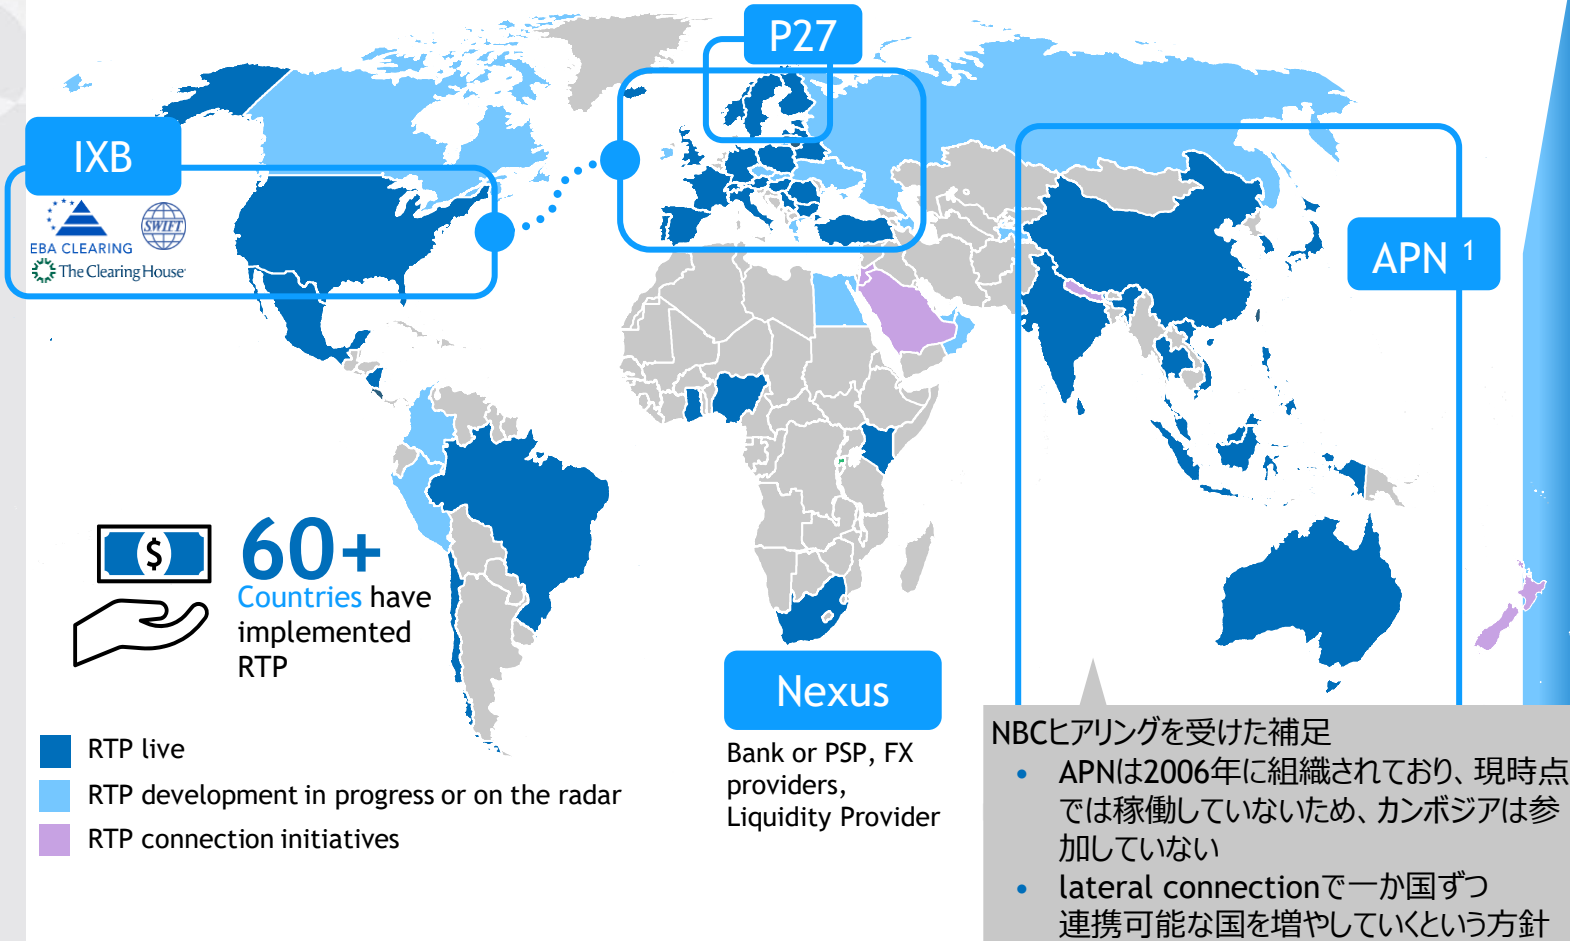 P27
IXB
EBA CLEARING
SWIFT
The Clearing House
APN 1
$
60+
Countries have
implemented
RTP
RTP live
RTP development in progress or on the radar
RTP connection initiatives
Nexus
Bank or PSP, FX
providers,
Liquidity Provider
NBCヒアリングを受けた補足
• APNは2006年に組織されており、現時点
では稼働していないため、カンボジアは参
加していない
• lateral connectionで一か国ずつ
連携可能な国を増やしていくという方針